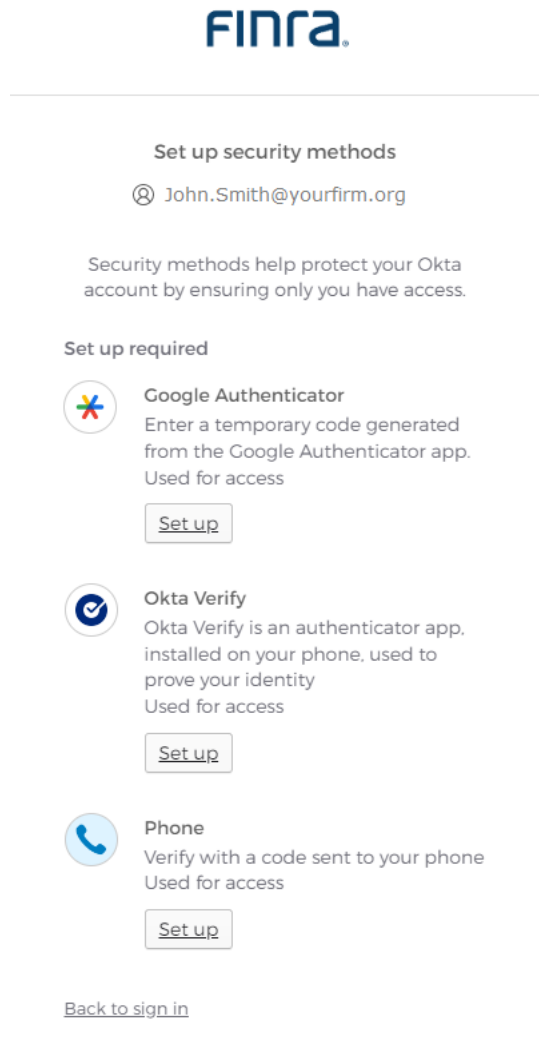 FINRA®
Set up security methods
John.Smith@yourfirm.org
Security methods help protect your Okta
account by ensuring only you have access.
Set up required
Google Authenticator
Enter a temporary code generated
from the Google Authenticator app.
Used for access
Set up
Okta Verify
Okta Verify is an authenticator app,
installed on your phone, used to
prove your identity
Used for access
Set up
Phone
Verify with a code sent to your phone
Used for access
Set up
Back to sign in